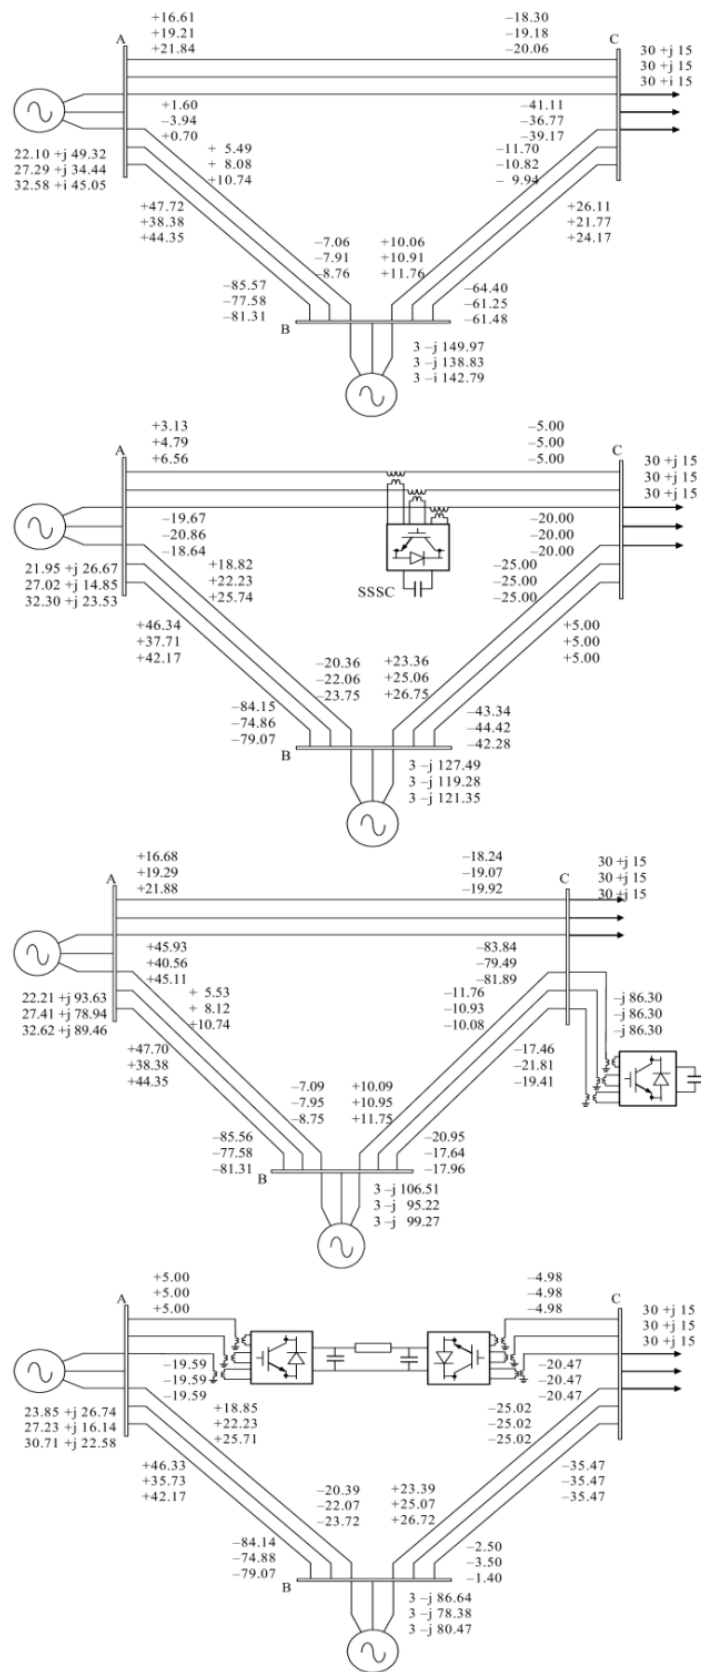 +16.61
+19.21
+21.84
−18.30
−19.18
−20.06
A
C
30 +j 15
30 +j 15
30 +i 15
+1.60
−3.94
+0.70
−41.11
−36.77
−39.17
22.10 +j 49.32
27.29 +j 34.44
32.58 +i 45.05
+ 5.49
+ 8.08
+10.74
−11.70
−10.82
− 9.94
+47.72
+38.38
+44.35
+26.11
+21.77
+24.17
−7.06
−7.91
−8.76
+10.06
+10.91
+11.76
−85.57
−77.58
−81.31
−64.40
−61.25
−61.48
B
3 −j 149.97
3 −j 138.83
3 −i 142.79
+3.13
+4.79
+6.56
−5.00
−5.00
−5.00
A
C
30 +j 15
30 +j 15
30 +j 15
−19.67
−20.86
−18.64
−20.00
−20.00
−20.00
21.95 +j 26.67
27.02 +j 14.85
32.30 +j 23.53
+18.82
+22.23
+25.74
SSSC
−25.00
−25.00
−25.00
+46.34
+37.71
+42.17
+5.00
+5.00
+5.00
−20.36
−22.06
−23.75
+23.36
+25.06
+26.75
−84.15
−74.86
−79.07
−43.34
−44.42
−42.28
B
3 −j 127.49
3 −j 119.28
3 −j 121.35
+16.68
+19.29
+21.88
−18.24
−19.07
−19.92
A
C
30 +j 15
30 +j 15
30 +j 15
+45.93
+40.56
+45.11
−83.84
−79.49
−81.89
22.21 +j 93.63
27.41 +j 78.94
32.62 +j 89.46
+ 5.53
+ 8.12
+10.74
−11.76
−10.93
−10.08
−j 86.30
−j 86.30
−j 86.30
+47.70
+38.38
+44.35
−17.46
−21.81
−19.41
−7.09
−7.95
−8.75
+10.09
+10.95
+11.75
−85.56
−77.58
−81.31
−20.95
−17.64
−17.96
B
3 −j 106.51
3 −j 95.22
3 −j 99.27
+5.00
+5.00
+5.00
−4.98
−4.98
−4.98
A
C
30 +j 15
30 +j 15
30 +j 15
−19.59
−19.59
−19.59
−20.47
−20.47
−20.47
23.85 +j 26.74
27.23 +j 16.14
30.71 +j 22.58
+18.85
+22.23
+25.71
−25.02
−25.02
−25.02
+46.33
+35.73
+42.17
−35.47
−35.47
−35.47
−20.39
−22.07
−23.72
+23.39
+25.07
+26.72
−84.14
−74.88
−79.07
−2.50
−3.50
−1.40
B
3 −j 86.64
3 −j 78.38
3 −j 80.47